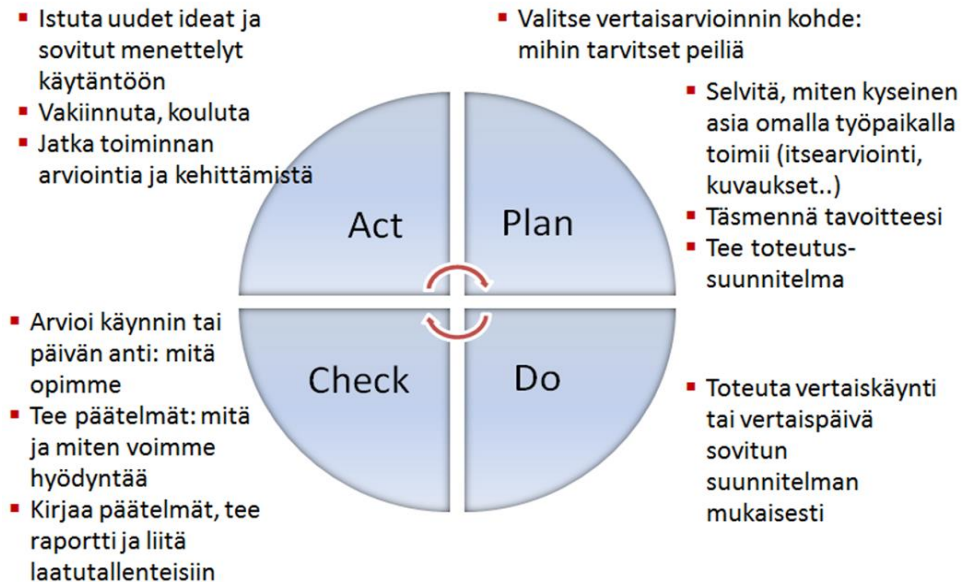 ▪ Istuta uudet ideat ja
sovitut menettelyt
käytäntöön
▪ Vakiinnuta, kouluta
▪ Jatka toiminnan
arviointia ja kehittämistä
▪ Valitse vertaisarvioinnin kohde:
mihin tarvitset peiliä
▪ Selvitä, miten kyseinen
asia omalla työpaikalla
toimii (itsearviointi,
kuvaukset..)
▪ Täsmennä tavoitteesi
▪ Tee toteutus-
suunnitelma
Act
Plan
Check
Do
▪ Arvioi käynnin tai
päivän anti: mitä
opimme
▪ Tee päätelmät: mitä
ja miten voimme
hyödyntää
▪ Kirjaa päätelmät, tee
raportti ja liitä
laatutallenteisiin
▪ Toteuta vertaiskäynti
tai vertaispäivä
sovitun
suunnitelman
mukaisesti